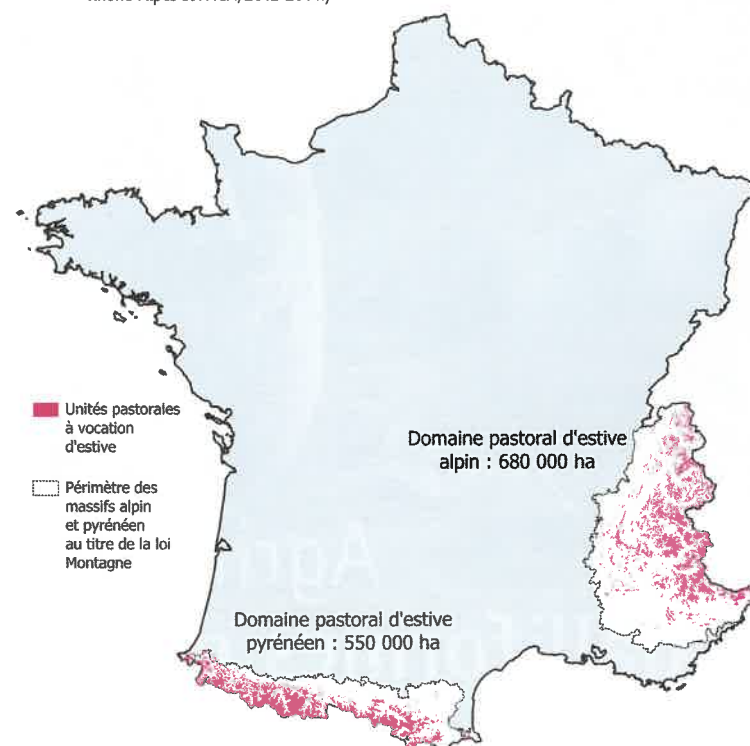 Unités pastorales
à vocation
d'estive
Périmètre des
massifs alpin
et pyrénéen
au titre de la loi
Montagne
Domaine pastoral d'estive
alpin : 680 000 ha
Domaine pastoral d'estive
pyrénéen : 550 000 ha